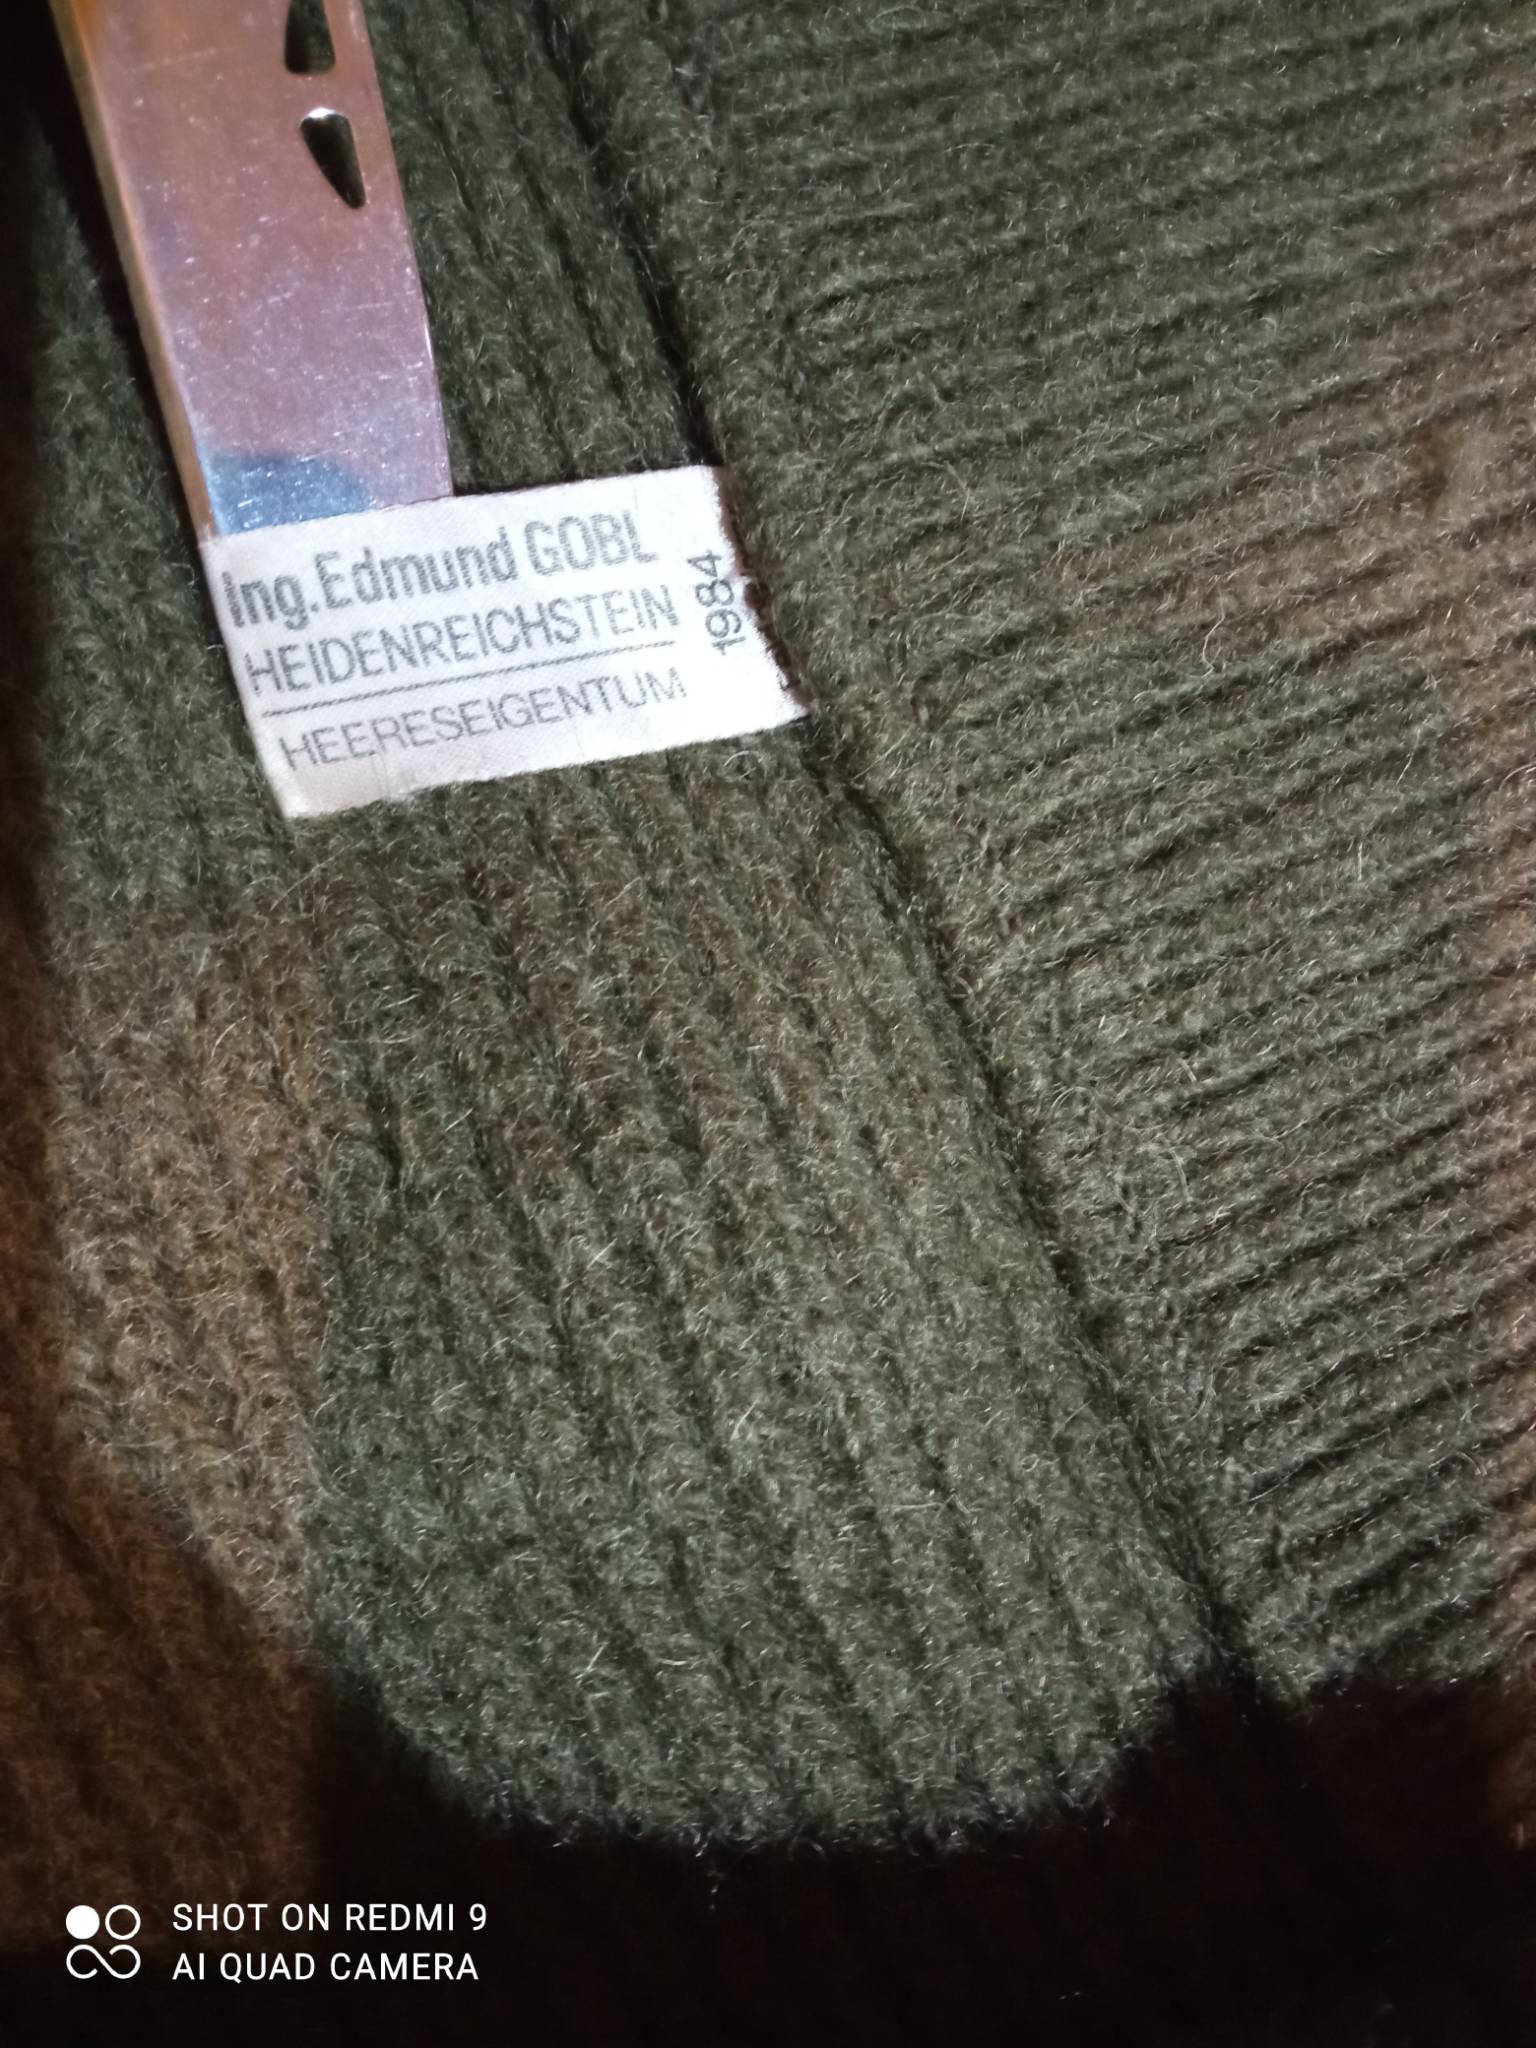 Ing.Edmund GOBL
HEIDENREICHSTEIN
HEERESEIGENTUM
1984
SHOT ON REDMI 9
AI QUAD CAMERA